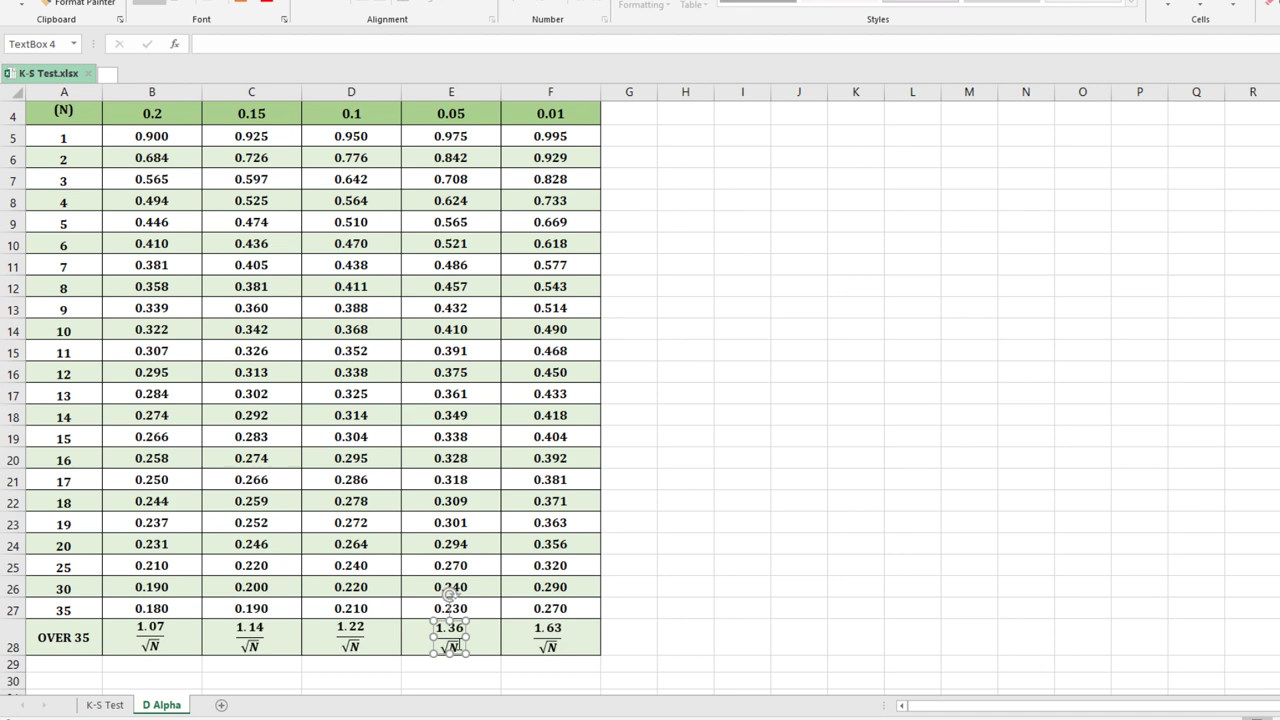 Format Painter
Formatting Table
Clipboard Font Alignment Number Styles Cells
TextBox 4 fx
K-S Test.xlsx
A B C D E F G H I J K L M N O P Q R
4 (N) 0.2 0.15 0.1 0.05 0.01
5 1 0.900 0.925 0.950 0.975 0.995
6 2 0.684 0.726 0.776 0.842 0.929
7 3 0.565 0.597 0.642 0.708 0.828
8 4 0.494 0.525 0.564 0.624 0.733
9 5 0.446 0.474 0.510 0.565 0.669
10 6 0.410 0.436 0.470 0.521 0.618
11 7 0.381 0.405 0.438 0.486 0.577
12 8 0.358 0.381 0.411 0.457 0.543
13 9 0.339 0.360 0.388 0.432 0.514
14 10 0.322 0.342 0.368 0.410 0.490
15 11 0.307 0.326 0.352 0.391 0.468
16 12 0.295 0.313 0.338 0.375 0.450
17 13 0.284 0.302 0.325 0.361 0.433
18 14 0.274 0.292 0.314 0.349 0.418
19 15 0.266 0.283 0.304 0.338 0.404
20 16 0.258 0.274 0.295 0.328 0.392
21 17 0.250 0.266 0.286 0.318 0.381
22 18 0.244 0.259 0.278 0.309 0.371
23 19 0.237 0.252 0.272 0.301 0.363
24 20 0.231 0.246 0.264 0.294 0.356
25 25 0.210 0.220 0.240 0.270 0.320
26 30 0.190 0.200 0.220 0.240 0.290
27 35 0.180 0.190 0.210 0.230 0.270
1.07 1.14 1.22 1.36 1.63
28 OVER 35 √N √N √N √N √N
29
30
K-S Test D Alpha